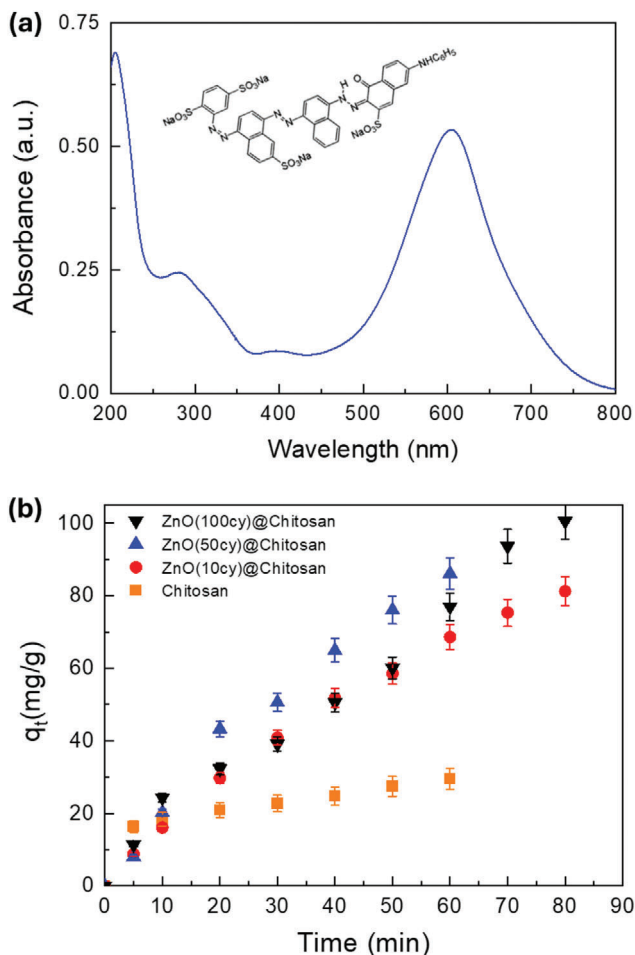 (a)
Absorbance (a.u.)
0.75
0.50
0.25
0.00
SO₃Na
NaO₃S
N
N
SO₃Na
N
N
H
N
N
O
NHC₆H₅
NaO₃S
200 300 400 500 600 700 800
Wavelength (nm)
(b)
qₜ(mg/g)
100
80
60
40
20
0
ZnO(100cy)@Chitosan
ZnO(50cy)@Chitosan
ZnO(10cy)@Chitosan
Chitosan
0 10 20 30 40 50 60 70 80 90
Time (min)